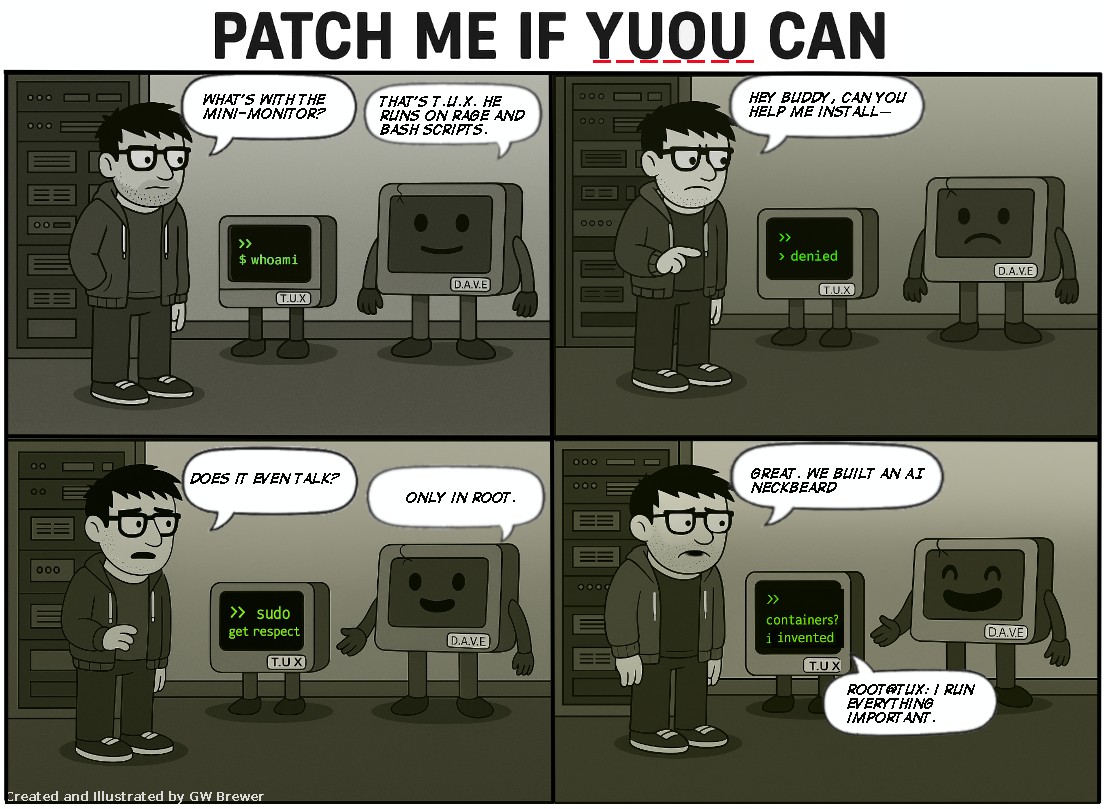 PATCH ME IF YUOU CAN
WHAT'S WITH THE
MINI-MONITOR?
THAT'S T.U.X. HE
RUNS ON RAGE AND
BASH SCRIPTS.
>>
$ whoami
T.U.X
D.A.V.E
HEY BUDDY, CAN YOU
HELP ME INSTALL—
>>
> denied
T.U.X
D.A.V.E
DOES IT EVEN TALK?
ONLY IN ROOT.
>> sudo
get respect
T.U.X
D.A.V.E
GREAT. WE BUILT AN AI
NECKBEARD
>>
containers?
i invented
T.U.X
D.A.V.E
ROOT@TUX: I RUN
EVERYTHING
IMPORTANT.
Created and Illustrated by GW Brewer